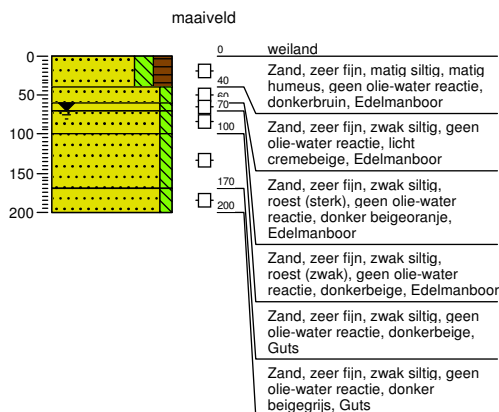 maaiveld
0
50
100
150
200
0
40
60
70
100
170
200
weiland
Zand, zeer fijn, matig siltig, matig
humeus, geen olie-water reactie,
donkerbruin, Edelmanboor
Zand, zeer fijn, zwak siltig, geen
olie-water reactie, licht
cremebeige, Edelmanboor
Zand, zeer fijn, zwak siltig,
roest (sterk), geen olie-water
reactie, donker beigeoranje,
Edelmanboor
Zand, zeer fijn, zwak siltig,
roest (zwak), geen olie-water
reactie, donkerbeige, Edelmanboor
Zand, zeer fijn, zwak siltig, geen
olie-water reactie, donkerbeige,
Guts
Zand, zeer fijn, zwak siltig, geen
olie-water reactie, donker
beigegrijs, Guts